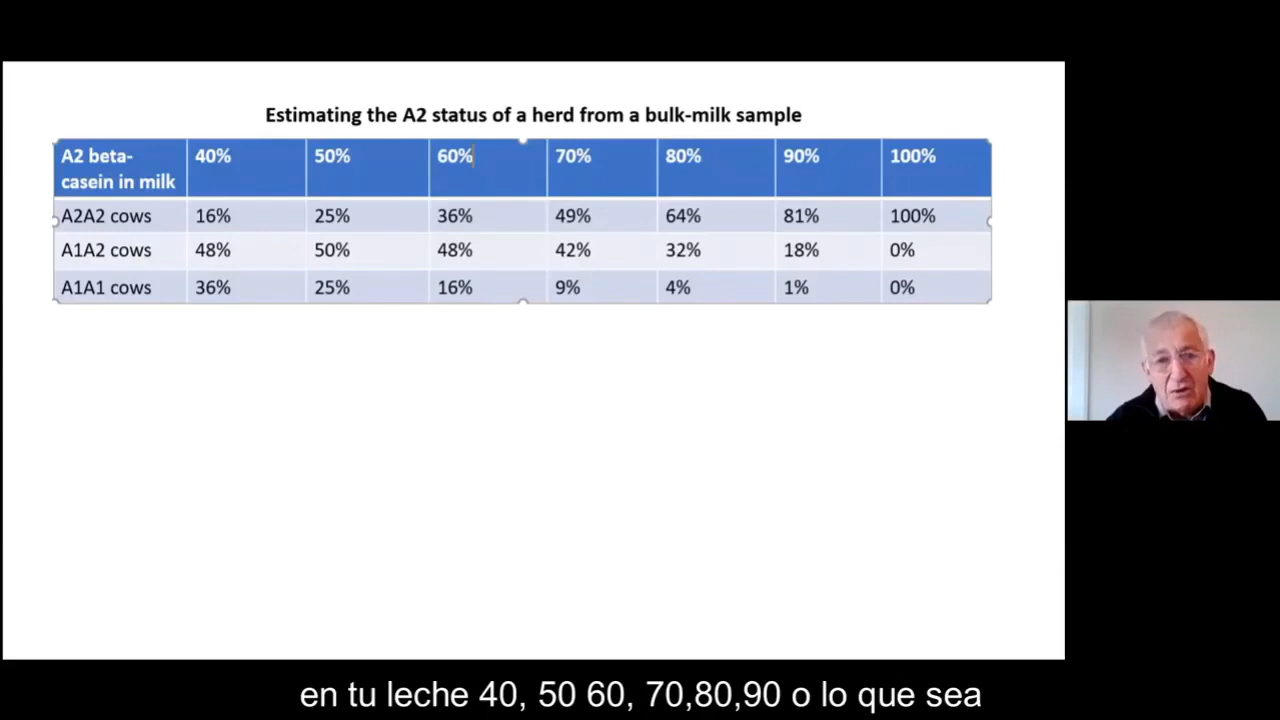 Estimating the A2 status of a herd from a bulk-milk sample
A2 beta-
casein in milk 40% 50% 60% 70% 80% 90% 100%
A2A2 cows 16% 25% 36% 49% 64% 81% 100%
A1A2 cows 48% 50% 48% 42% 32% 18% 0%
A1A1 cows 36% 25% 16% 9% 4% 1% 0%
en tu leche 40, 50 60, 70,80,90 o lo que sea